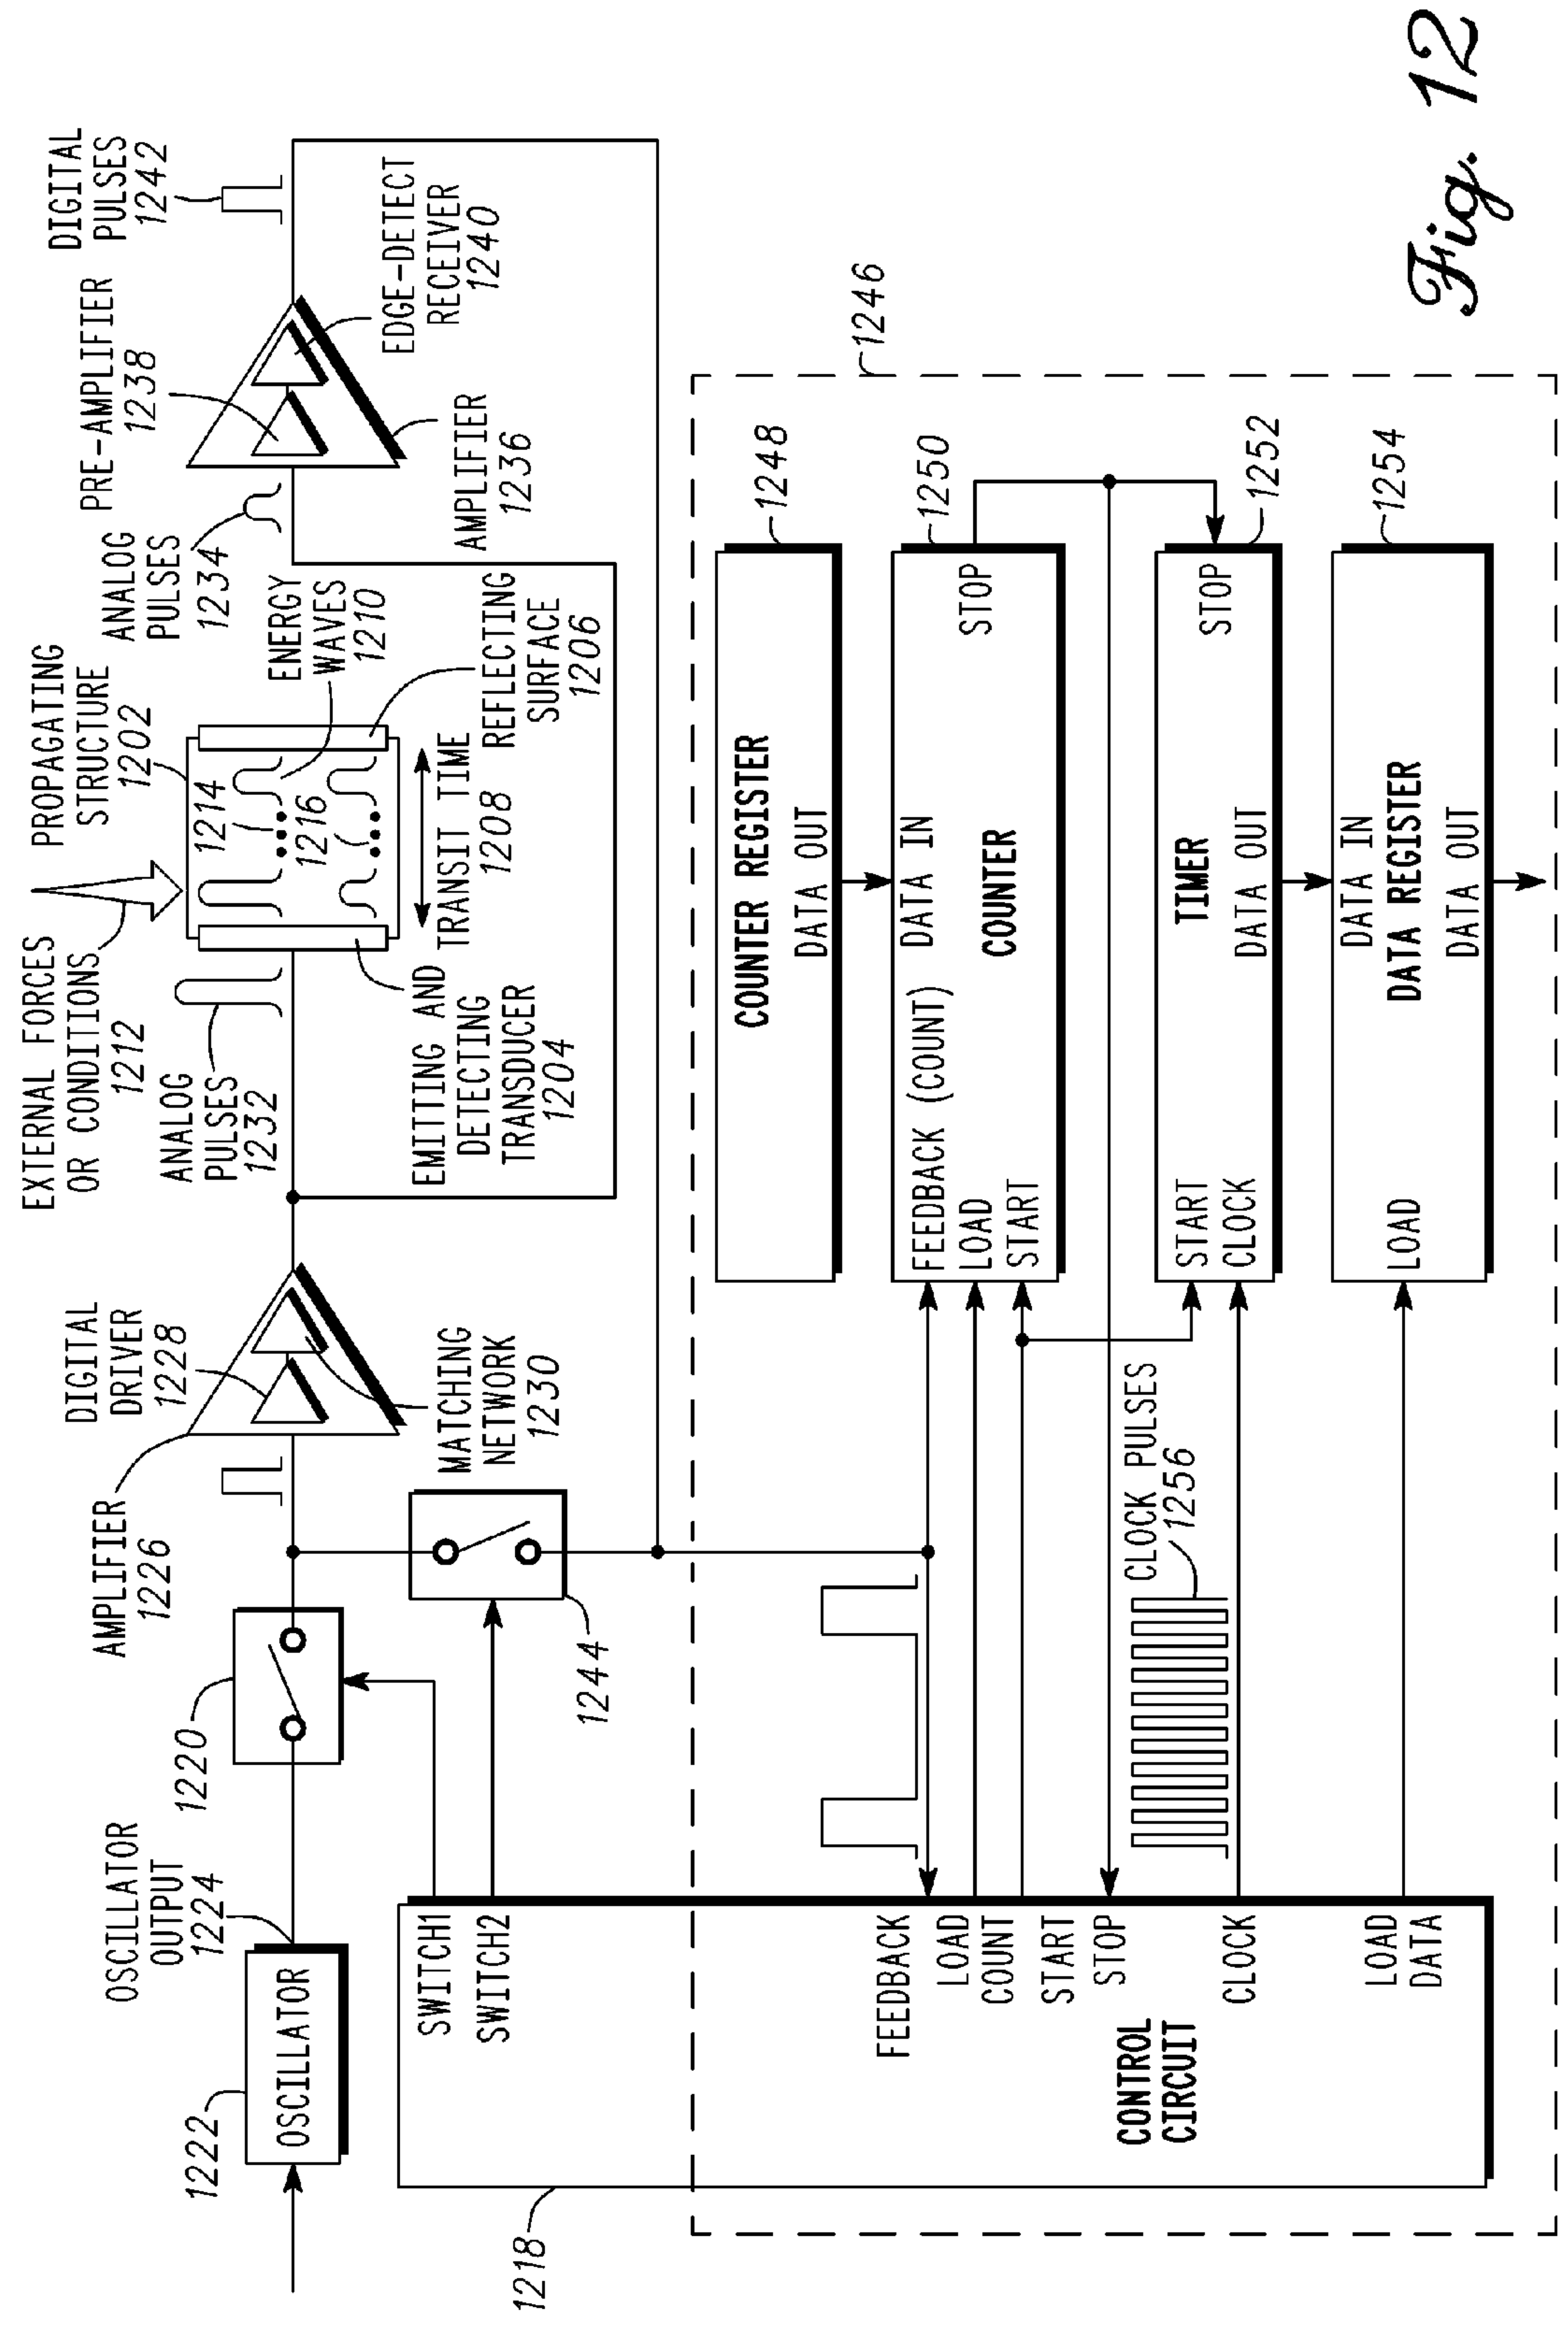 EXTERNAL FORCES
OR CONDITIONS
1212
PROPAGATING
STRUCTURE
1202
ANALOG
PULSES
1234
PRE-AMPLIFIER
1238
DIGITAL
PULSES
1242
OSCILLATOR
OUTPUT
1224
1222
OSCILLATOR
1220
AMPLIFIER
1226
DIGITAL
DRIVER
1228
ANALOG
PULSES
1232
1214
1216
ENERGY
WAVES
1210
EDGE-DETECT
RECEIVER
1240
MATCHING
NETWORK
1230
EMITTING AND
DETECTING
TRANSDUCER
1204
TRANSIT TIME
1208
REFLECTING
SURFACE
1206
AMPLIFIER
1236
1218
SWITCH1
SWITCH2
1244
1246
COUNTER REGISTER
DATA OUT
1248
FEEDBACK
LOAD
COUNT
START
STOP
CLOCK
LOAD
DATA
CONTROL
CIRCUIT
FEEDBACK (COUNT)
LOAD
START
DATA IN
COUNTER
STOP
1250
CLOCK PULSES
1256
START
CLOCK
TIMER
DATA OUT
STOP
1252
LOAD
DATA IN
DATA REGISTER
DATA OUT
1254
Fig. 12